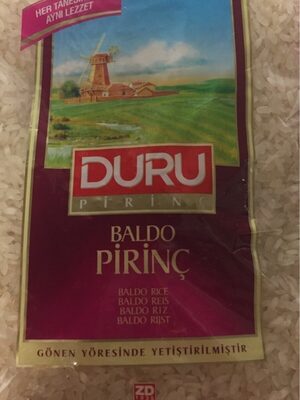 HER TANESİ
AYNI LEZZET
DURU
PİRİNÇ
BALDO
PİRİNÇ
BALDO RICE
BALDO REIS
BALDO RIZ
BALDO RIJST
GÖNEN YÖRESİNDE YETİŞTİRİLMİŞTİR
ZD